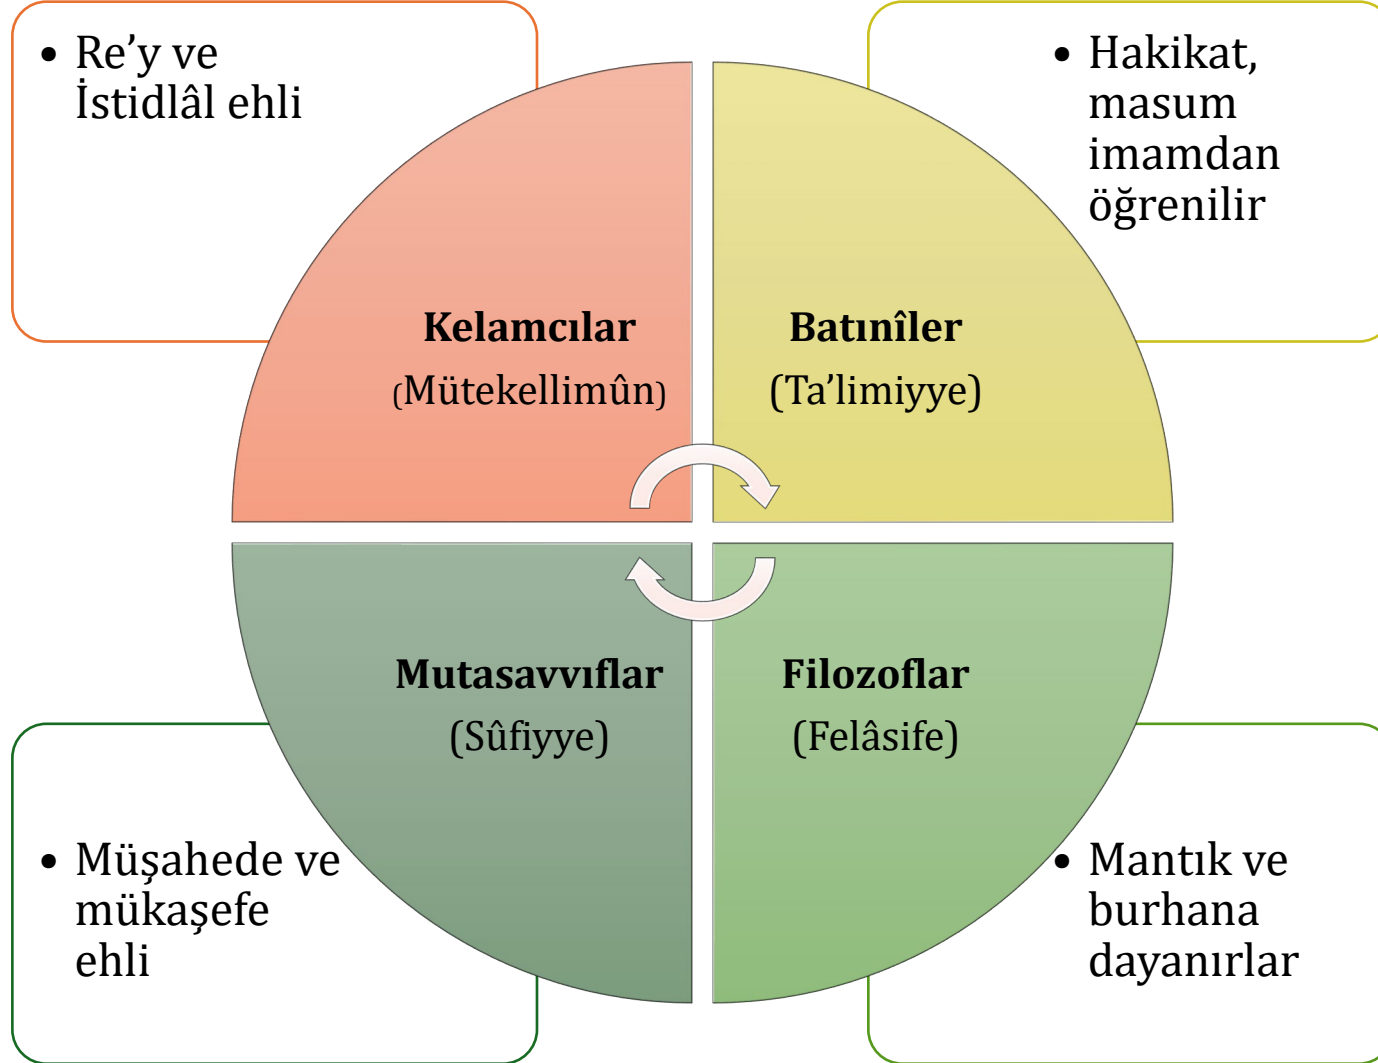 • Re’y ve
İstidlâl ehli
• Hakikat,
masum
imamdan
öğrenilir
Kelamcılar
(Mütekellimûn)
Batınîler
(Ta’limiyye)
Mutasavvıflar
(Sûfiyye)
Filozoflar
(Felâsife)
• Müşahede ve
mükaşefe
ehli
• Mantık ve
burhana
dayanırlar